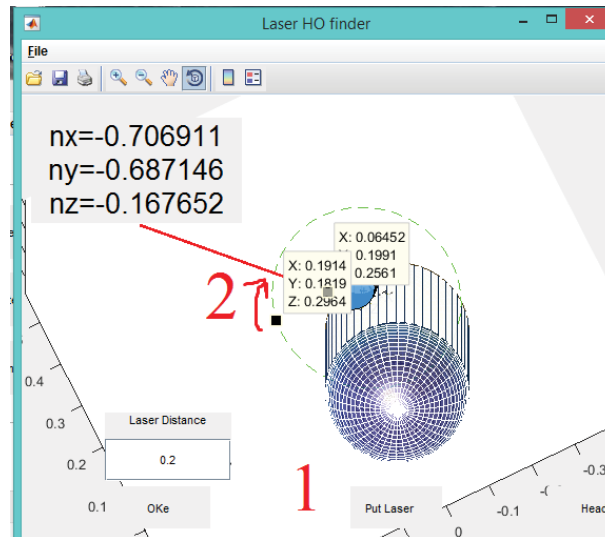 Laser HO finder
File
nx=-0.706911
ny=-0.687146
nz=-0.167652
X: 0.06452
0.1991
0.2561
X: 0.1914
Y: 0.1819
Z: 0.2964
2
0.4
0.3
0.2
0.1
Laser Distance
0.2
OKe
1
Put Laser
Head
-0.3
-0.1
0